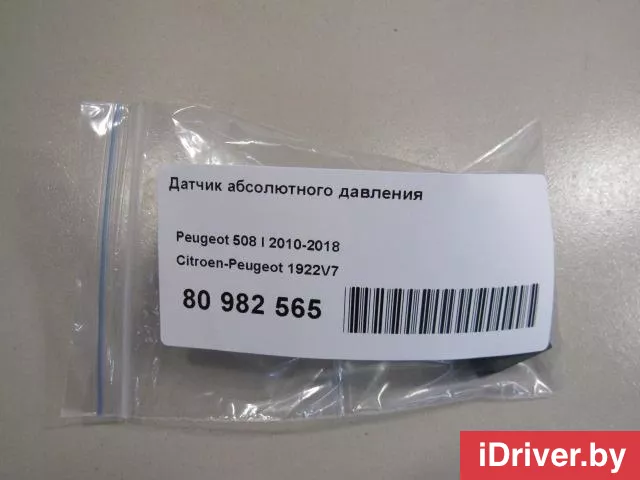 Датчик абсолютного давления
Peugeot 508 I 2010-2018
Citroen-Peugeot 1922V7
80 982 565
iDriver.by